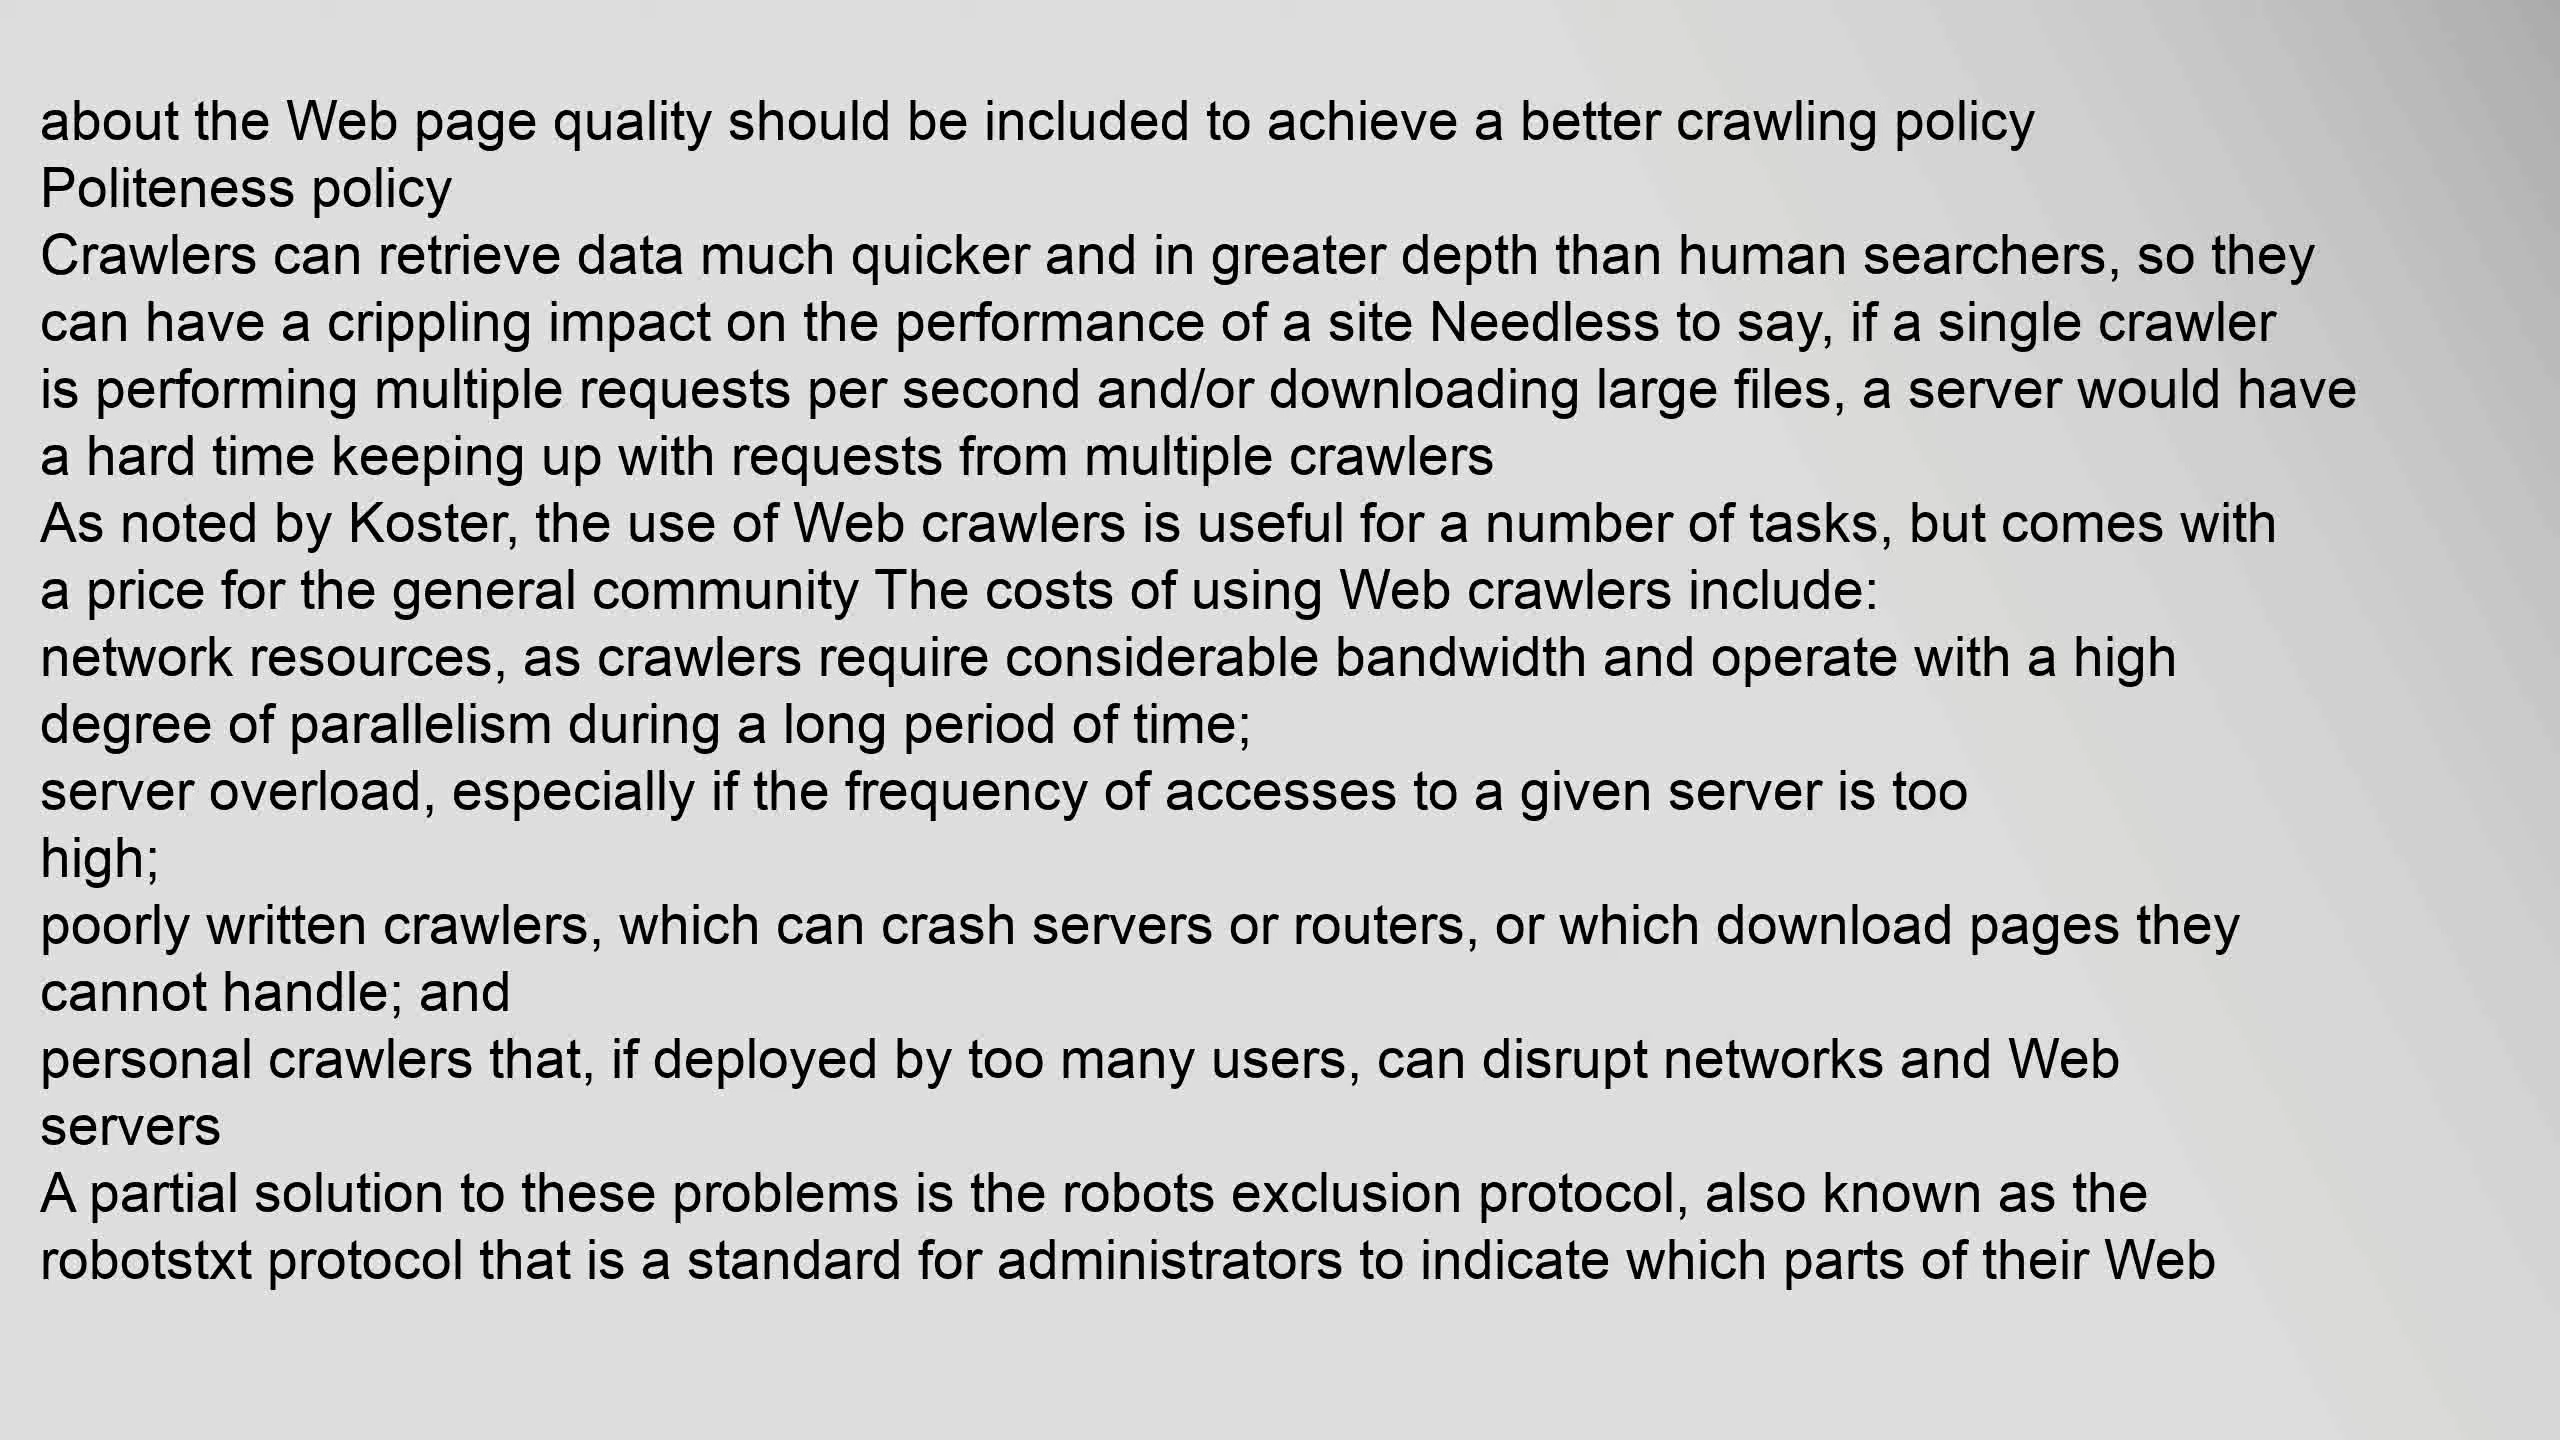 about the Web page quality should be included to achieve a better crawling policy
Politeness policy
Crawlers can retrieve data much quicker and in greater depth than human searchers, so they
can have a crippling impact on the performance of a site Needless to say, if a single crawler
is performing multiple requests per second and/or downloading large files, a server would have
a hard time keeping up with requests from multiple crawlers
As noted by Koster, the use of Web crawlers is useful for a number of tasks, but comes with
a price for the general community The costs of using Web crawlers include:
network resources, as crawlers require considerable bandwidth and operate with a high
degree of parallelism during a long period of time;
server overload, especially if the frequency of accesses to a given server is too
high;
poorly written crawlers, which can crash servers or routers, or which download pages they
cannot handle; and
personal crawlers that, if deployed by too many users, can disrupt networks and Web
servers
A partial solution to these problems is the robots exclusion protocol, also known as the
robotstxt protocol that is a standard for administrators to indicate which parts of their Web